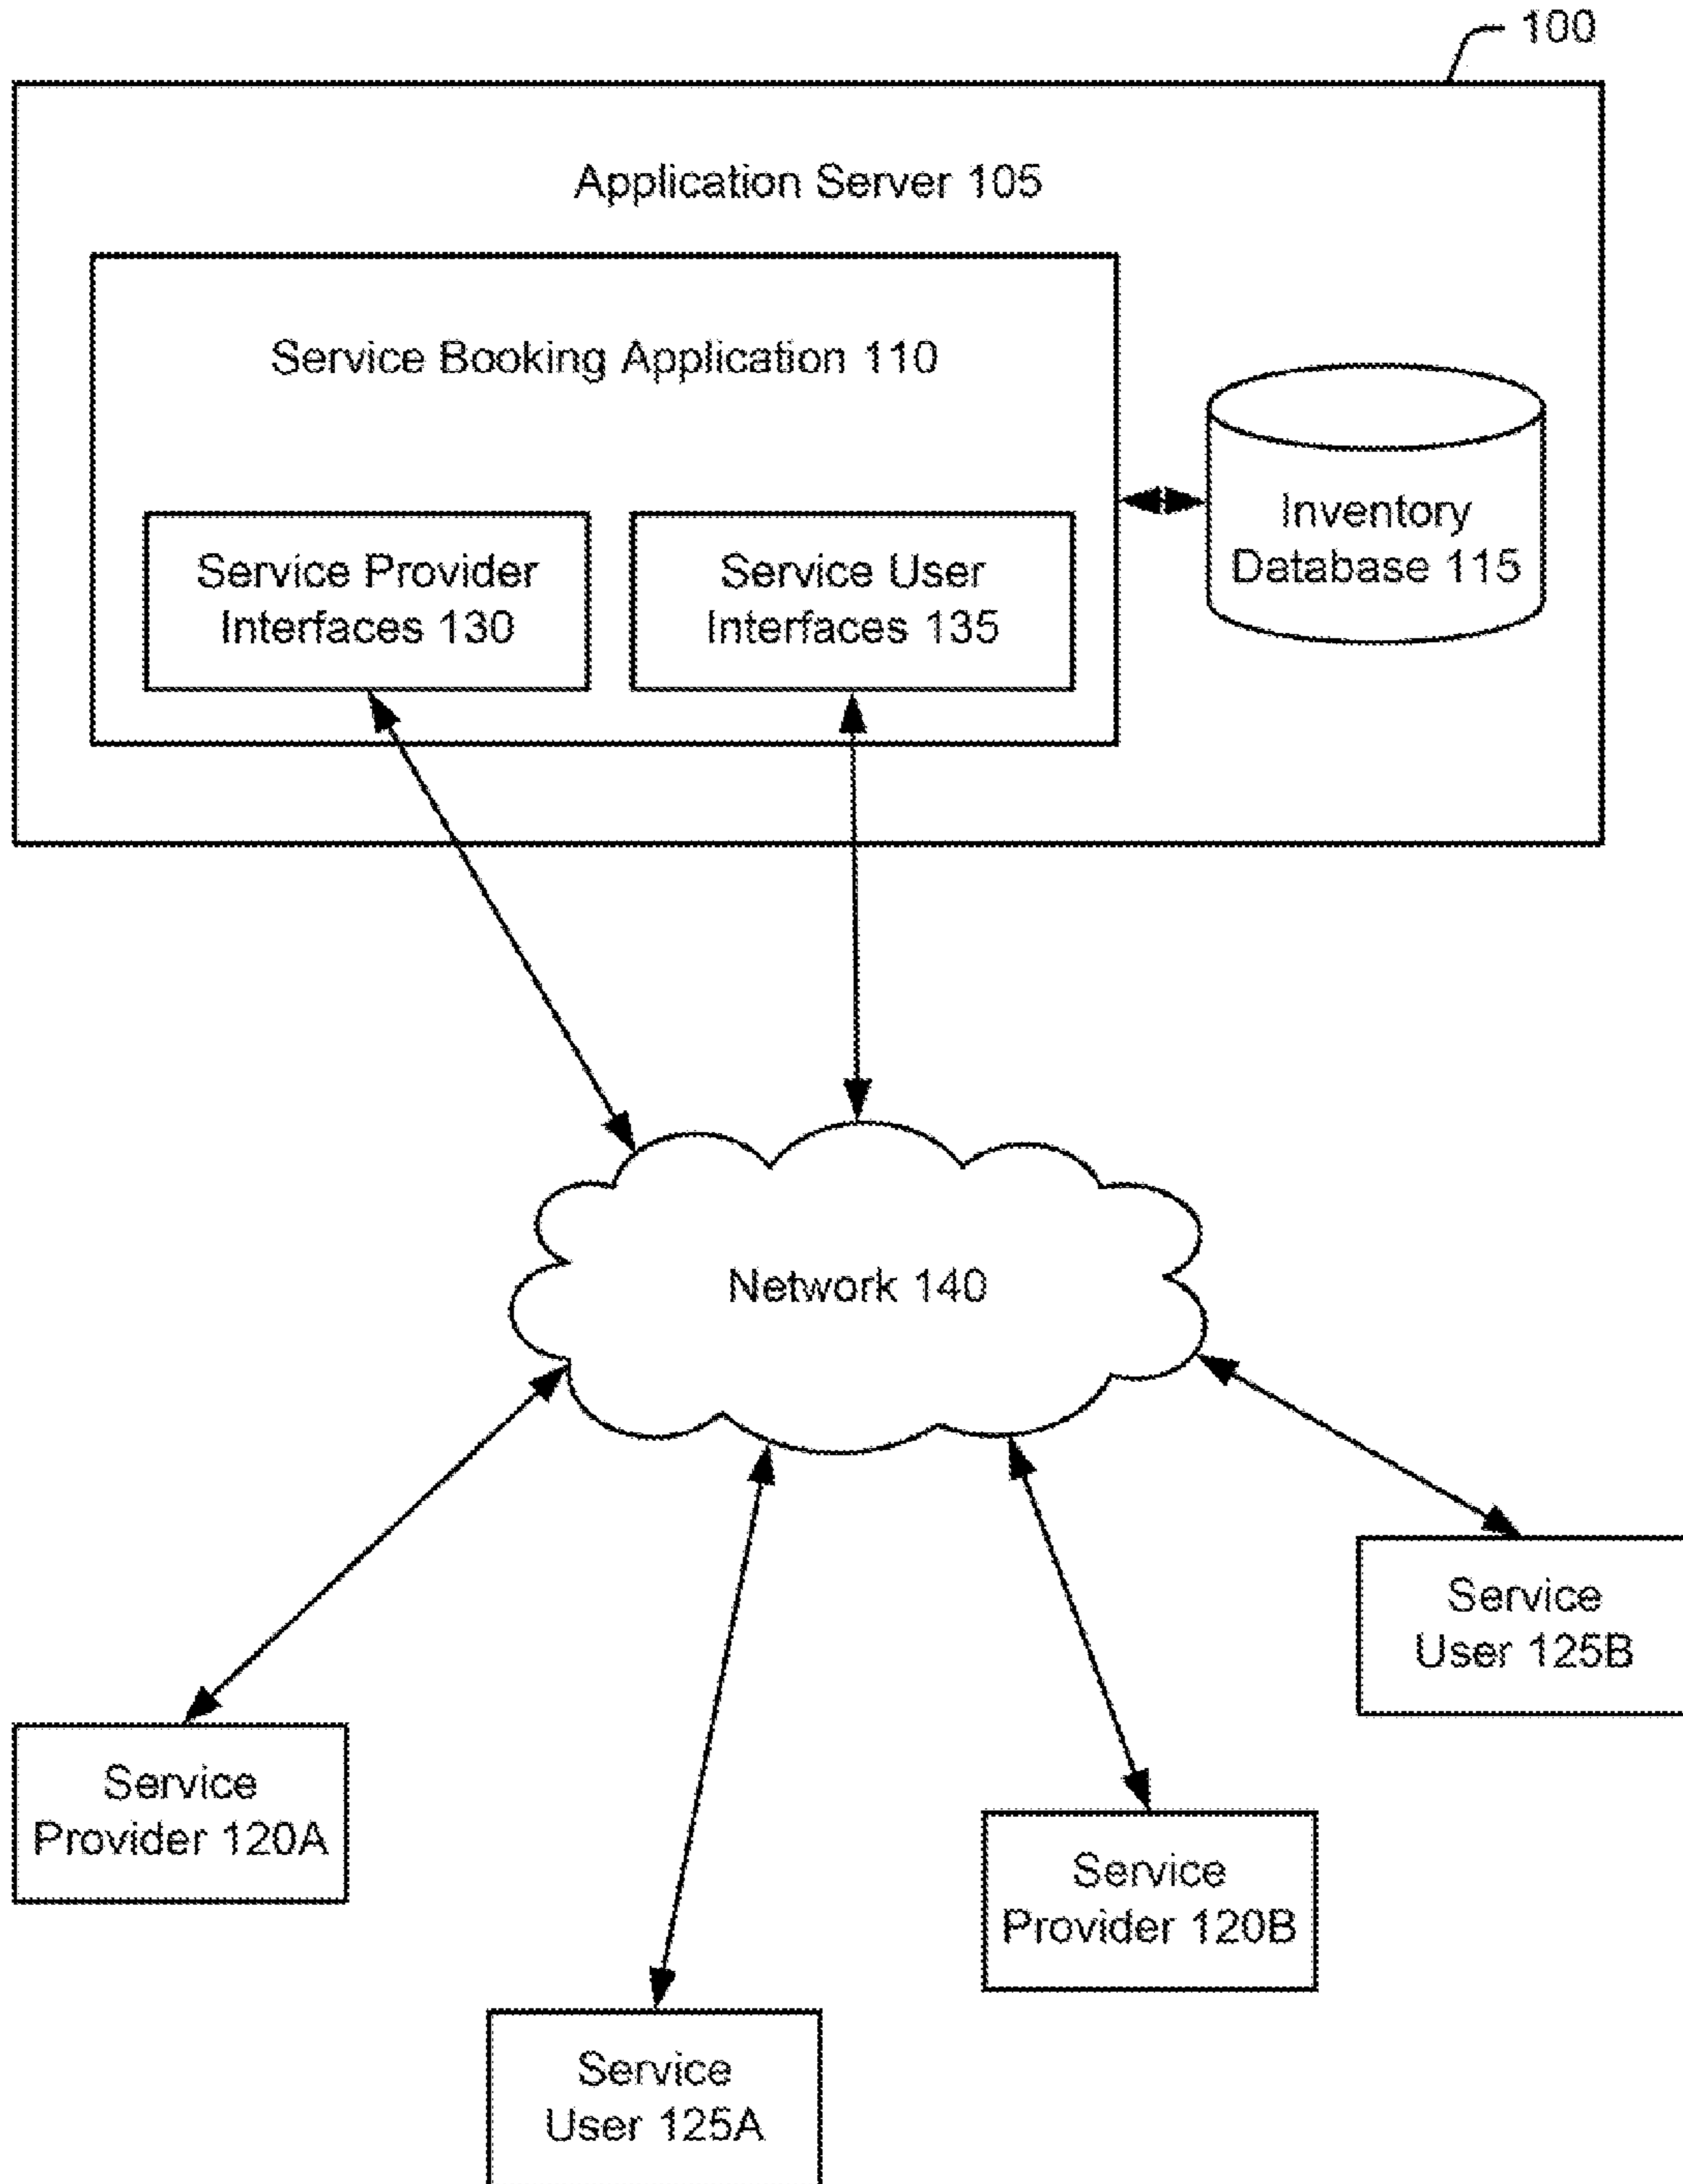 100
Application Server 105
Service Booking Application 110
Service Provider
Interfaces 130
Service User
Interfaces 135
Inventory
Database 115
Network 140
Service
User 125B
Service
Provider 120A
Service
Provider 120B
Service
User 125A